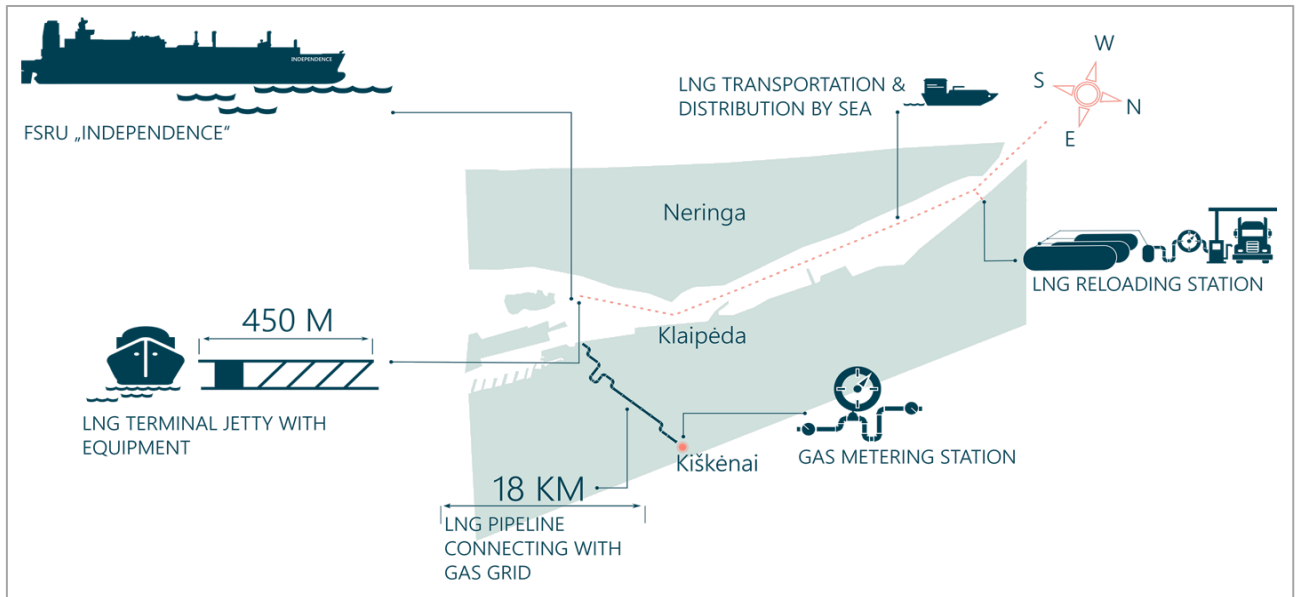 INDEPENDENCE
FSRU „INDEPENDENCE“
LNG TRANSPORTATION &
DISTRIBUTION BY SEA
W
S
N
E
Neringa
LNG RELOADING STATION
450 M
Klaipėda
LNG TERMINAL JETTY WITH
EQUIPMENT
Kiškėnai
GAS METERING STATION
18 KM
LNG PIPELINE
CONNECTING WITH
GAS GRID